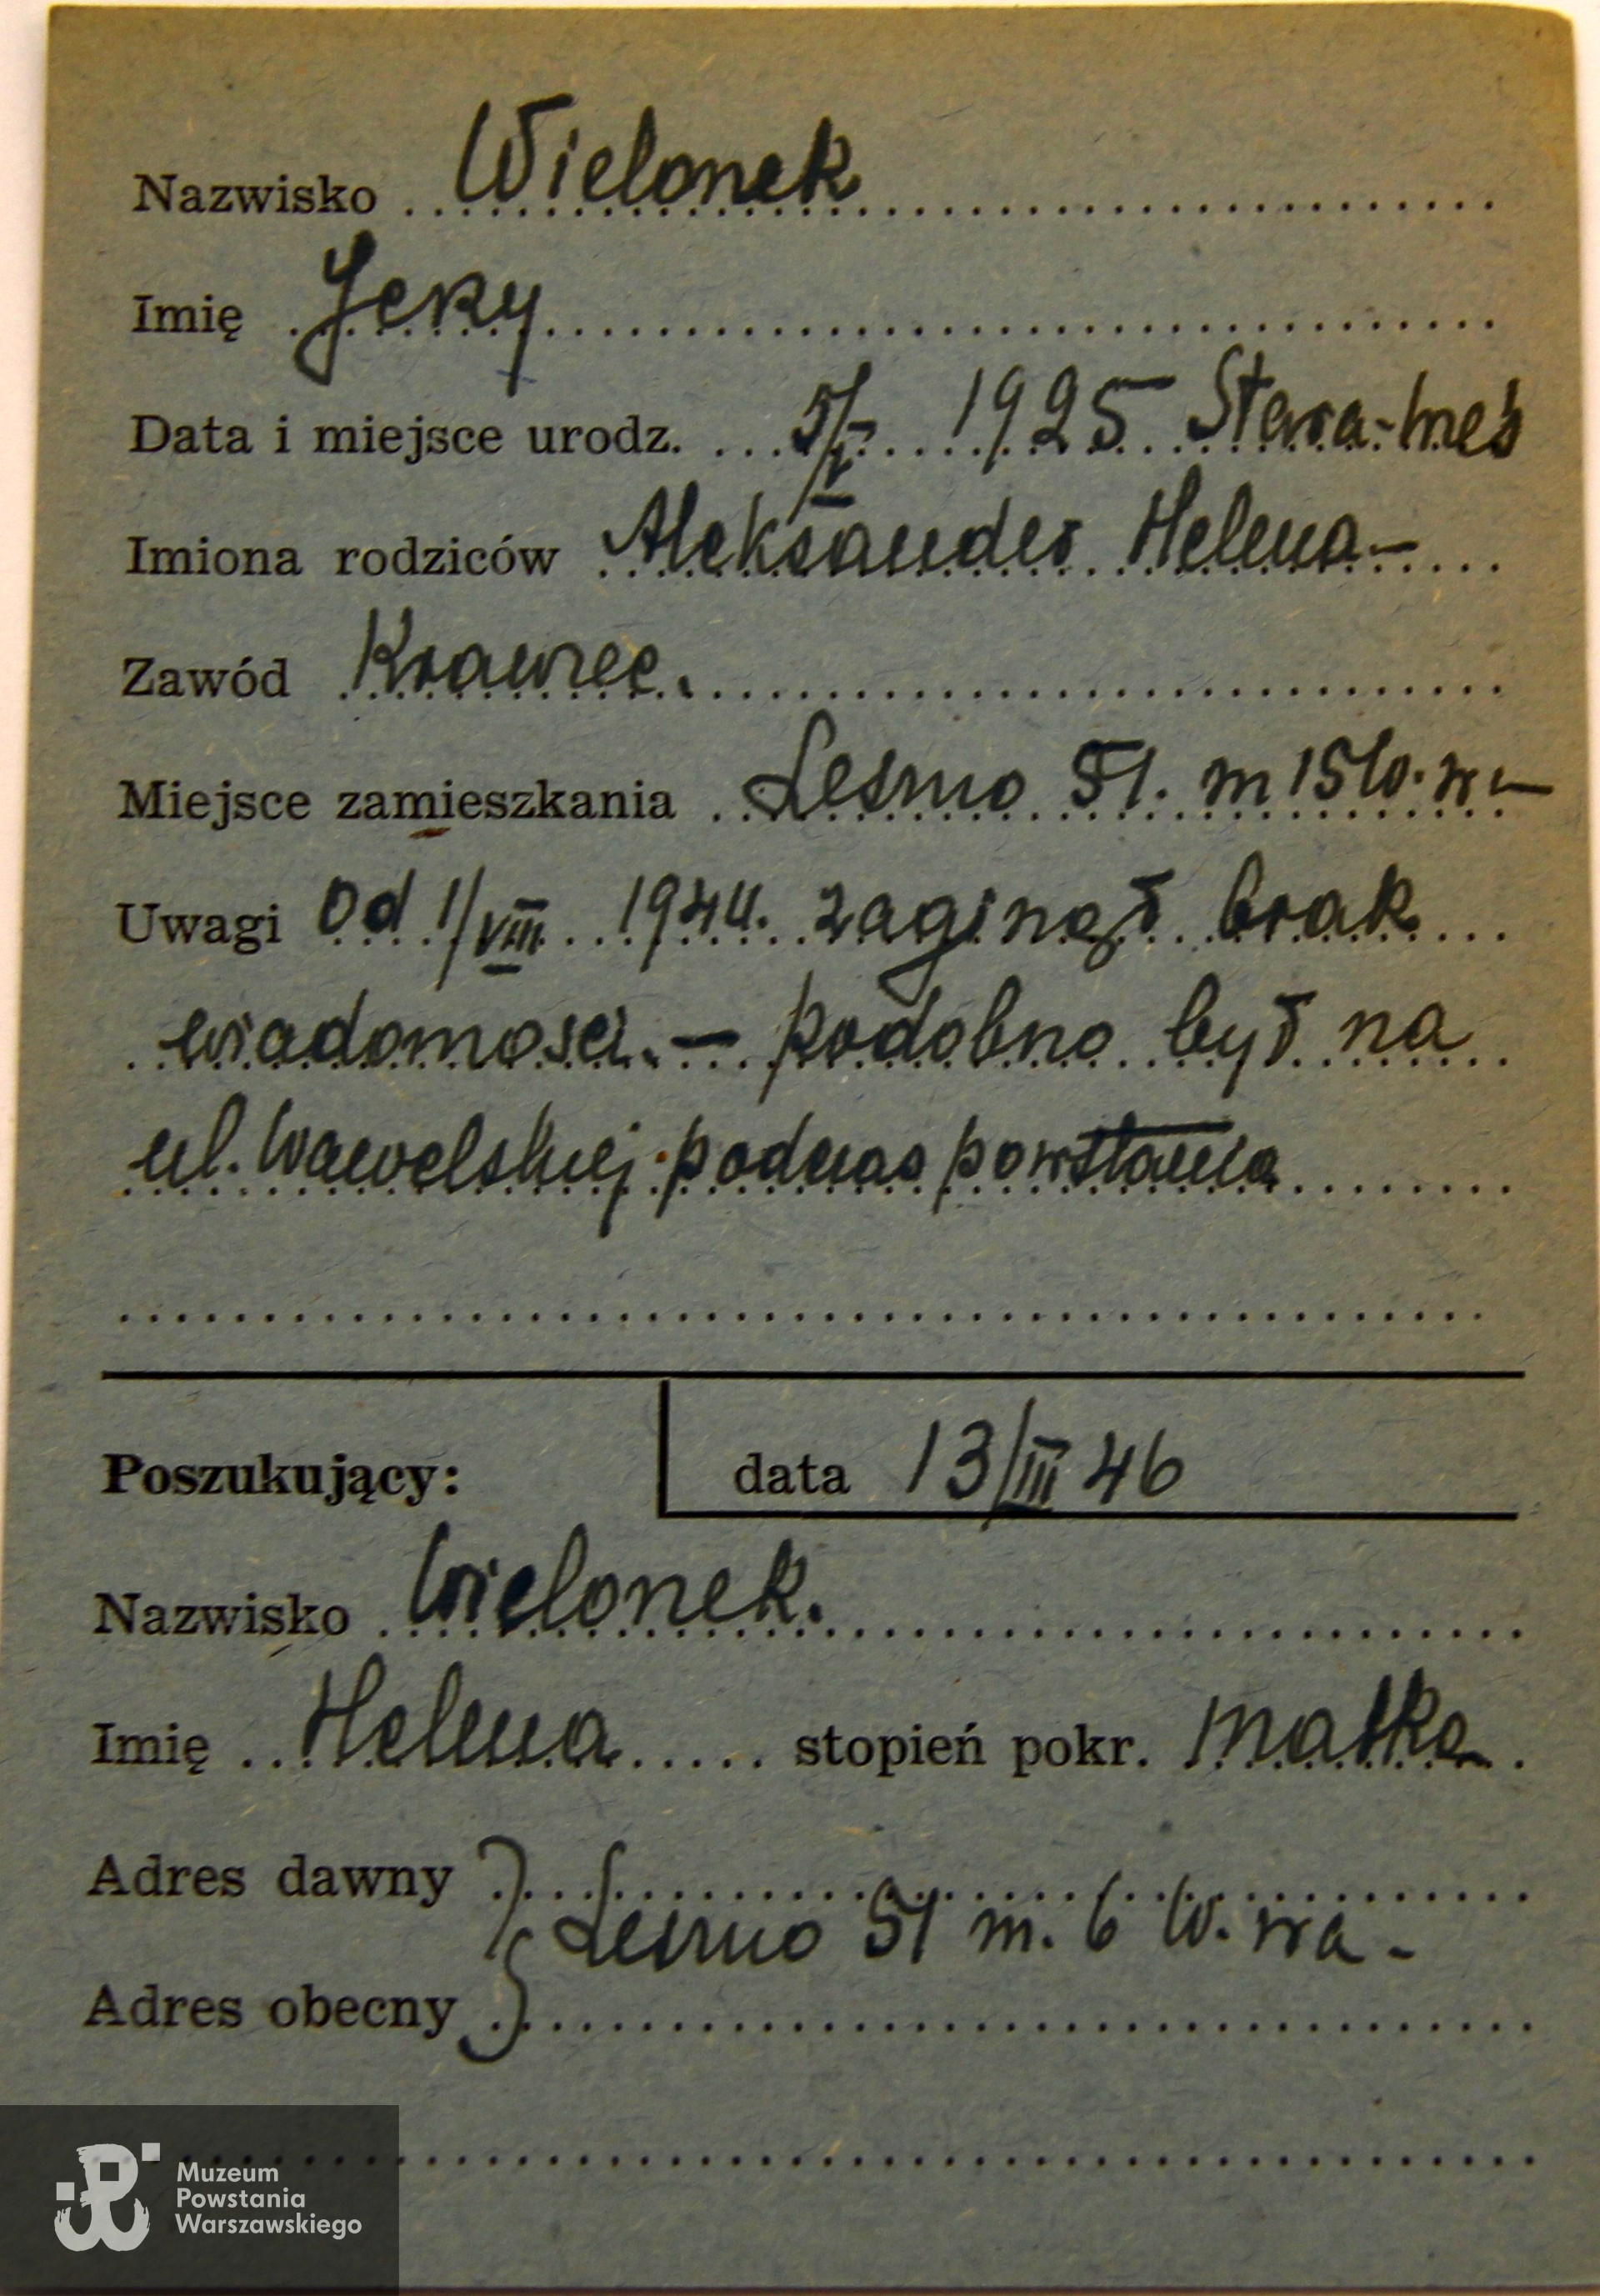 Nazwisko Wielonek
Imię Jerzy
Data i miejsce urodz. 5/V 1925 Stara-Wieś
Imiona rodziców Aleksander Helena -
Zawód Krawiec.
Miejsce zamieszkania Leszno 51. m 15 W.
Uwagi Od 1/VIII 1944. zaginął brak
wiadomości. - podobno był na
ul. Wawelskiej podczas powstania
Poszukujący: data 13/III 46
Nazwisko Wielonek.
Imię Helena stopień pokr. Matka
Adres dawny
Leszno 51 m. 6 W. wa -
Adres obecny
Muzeum
Powstania
Warszawskiego